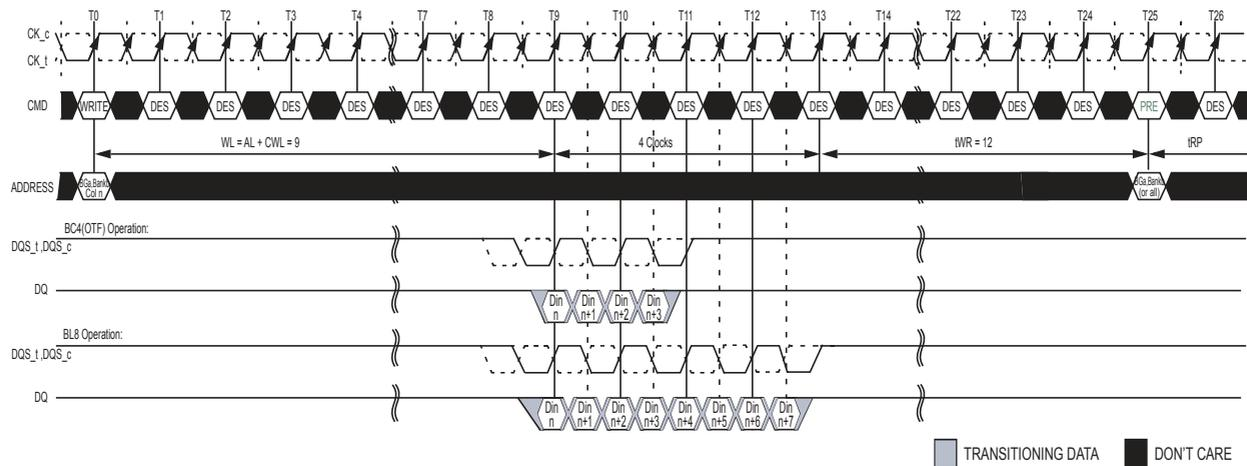 T0 T1 T2 T3 T4 T7 T8 T9 T10 T11 T12 T13 T14 T22 T23 T24 T25 T26
CK_c
CK_t
CMD WRITE DES DES DES DES DES DES DES DES DES DES DES DES DES DES DES PRE DES
WL = AL + CWL = 9 4 Clocks tWR = 12 tRP
ADDRESS BGa,Bankb Col n BGa,Bankb (or all)
BC4(OTF) Operation:
DQS_t ,DQS_c
DQ Din n Din n+1 Din n+2 Din n+3
BL8 Operation:
DQS_t ,DQS_c
DQ Din n Din n+1 Din n+2 Din n+3 Din n+4 Din n+5 Din n+6 Din n+7
TRANSITIONING DATA DON'T CARE